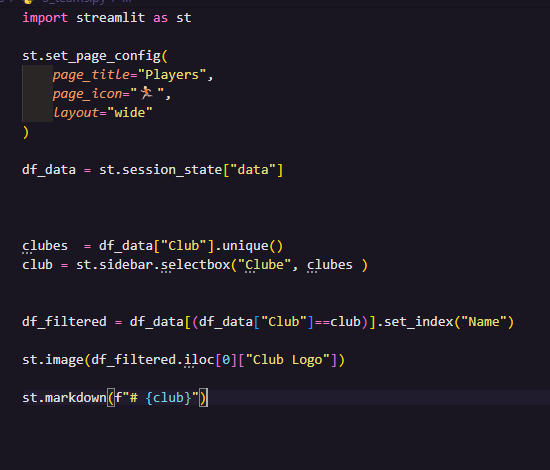 import streamlit as st
st.set_page_config(
page_title="Players",
page_icon="🏃",
layout="wide"
)
df_data = st.session_state["data"]
clubes  = df_data["Club"].unique()
club = st.sidebar.selectbox("Clube", clubes )
df_filtered = df_data[(df_data["Club"]==club)].set_index("Name")
st.image(df_filtered.iloc[0]["Club Logo"])
st.markdown(f"# {club}")